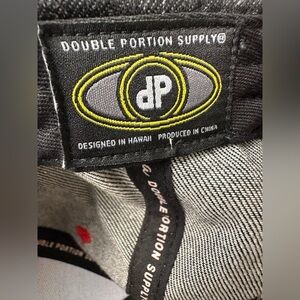 DOUBLE PORTION SUPPLY®
dP
DESIGNED IN HAWAII PRODUCED IN CHINA
DOUBLE PORTION SUPPLY
DOUBLE PORTION SUPPL